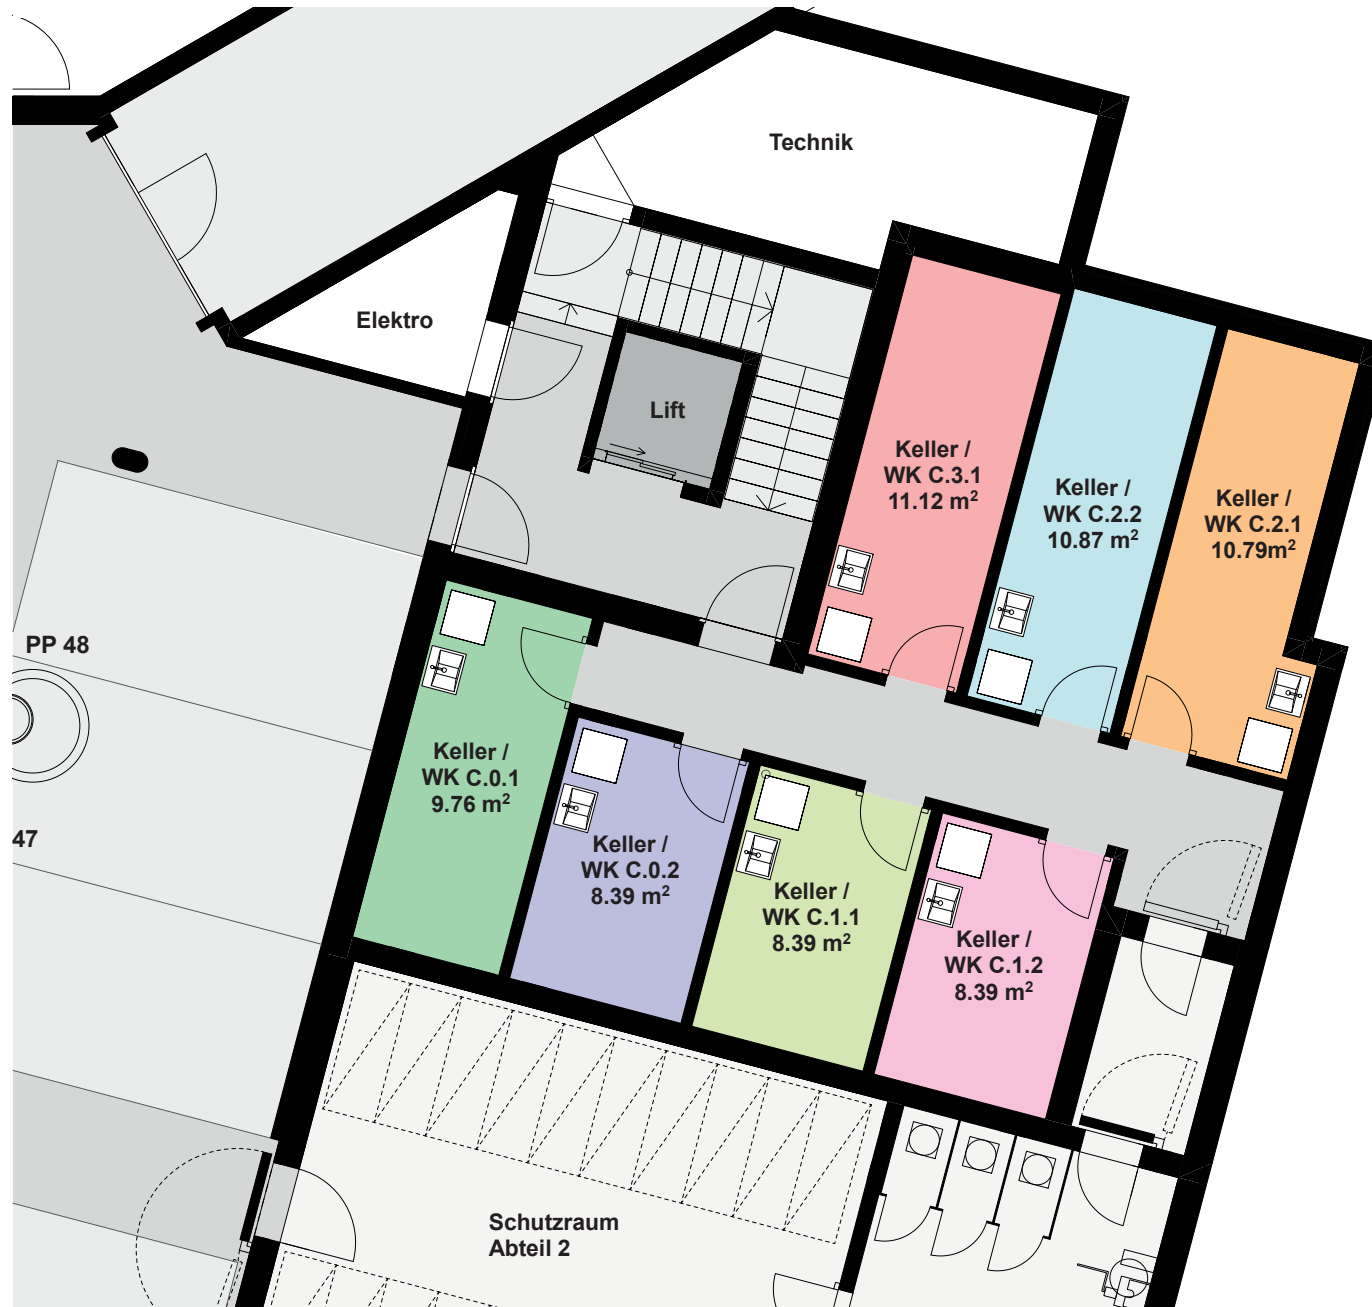 Technik
Elektro
Lift
Keller /
WK C.3.1
11.12 m²
Keller /
WK C.2.2
10.87 m²
Keller /
WK C.2.1
10.79m²
PP 48
47
Keller /
WK C.0.1
9.76 m²
Keller /
WK C.0.2
8.39 m²
Keller /
WK C.1.1
8.39 m²
Keller /
WK C.1.2
8.39 m²
Schutzraum
Abteil 2